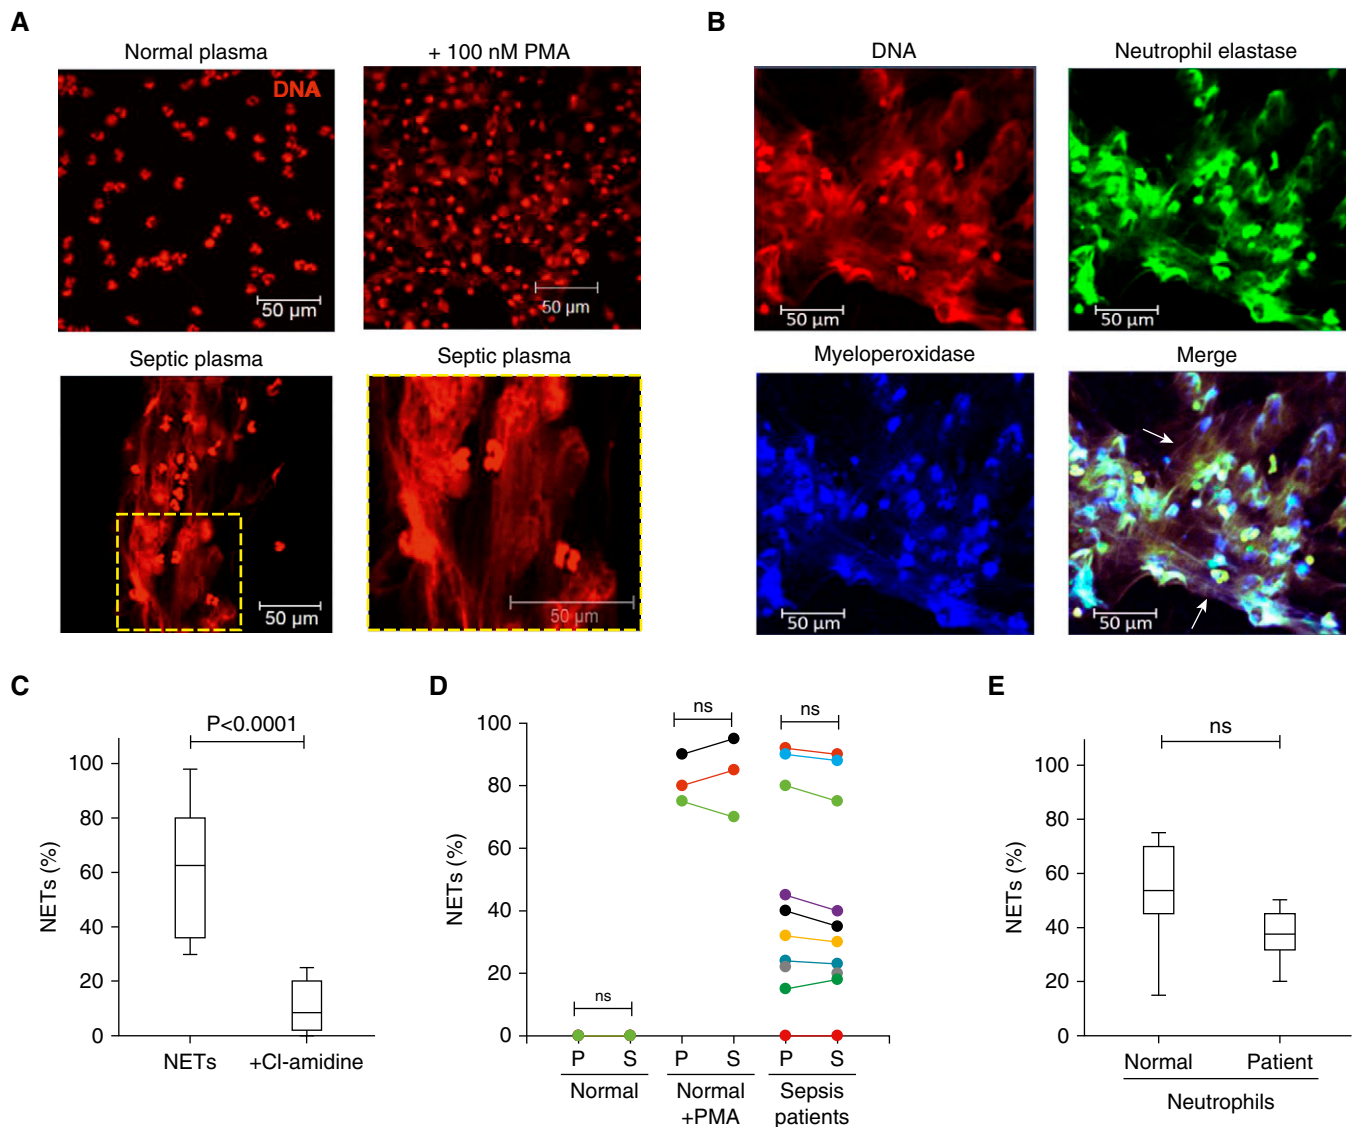 A
Normal plasma
+ 100 nM PMA
DNA
50 µm
50 µm
Septic plasma
Septic plasma
50 µm
50 µm
B
DNA
Neutrophil elastase
50 µm
50 µm
Myeloperoxidase
Merge
50 µm
50 µm
C
P<0.0001
NETs (%)
100
80
60
40
20
0
NETs
+Cl-amidine
D
NETs (%)
100
80
60
40
20
0
ns
ns
ns
P S P S P S
Normal
Normal
+PMA
Sepsis
patients
E
ns
NETs (%)
100
80
60
40
20
0
Normal
Patient
Neutrophils